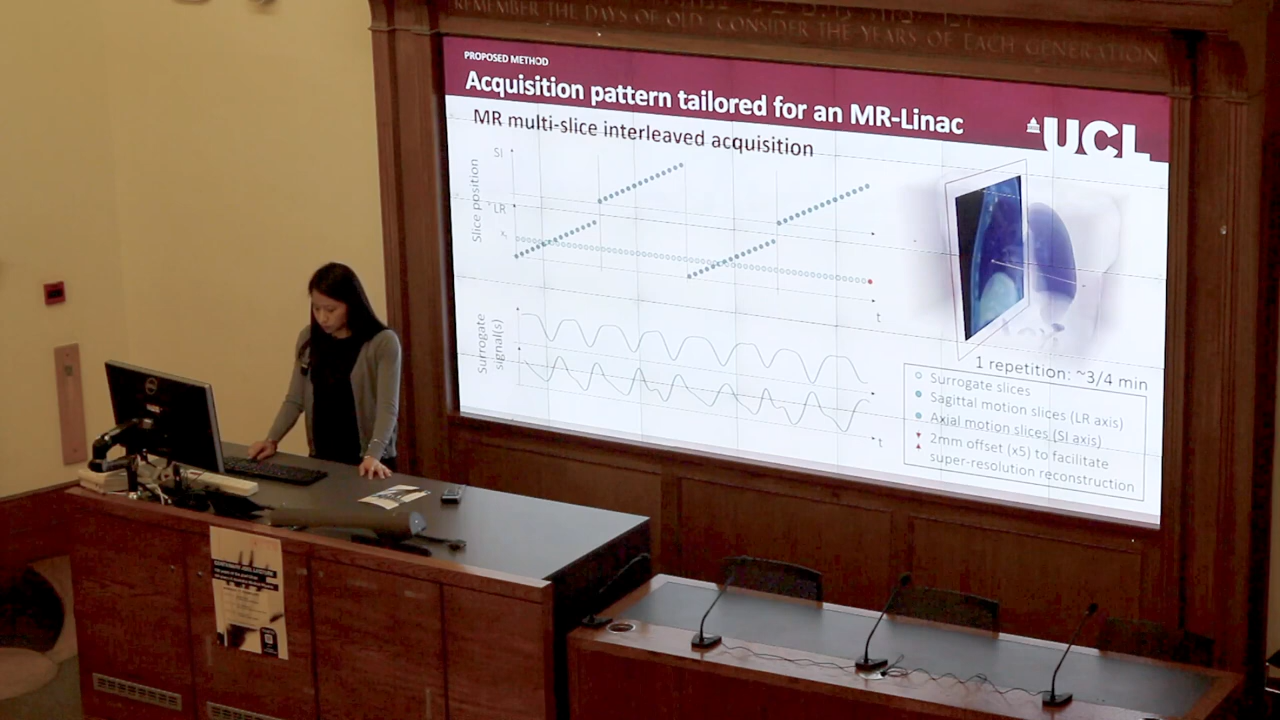 REMEMBER THE DAYS OF OLD CONSIDER THE YEARS OF EACH GENERATION
PROPOSED METHOD
Acquisition pattern tailored for an MR-Linac
UCL
MR multi-slice interleaved acquisition
Slice position
SI
LR
t
Surrogate
signal(s)
t
1 repetition: ~3/4 min
Surrogate slices
Sagittal motion slices (LR axis)
Axial motion slices (SI axis)
2mm offset (x5) to facilitate
super-resolution reconstruction
DELL